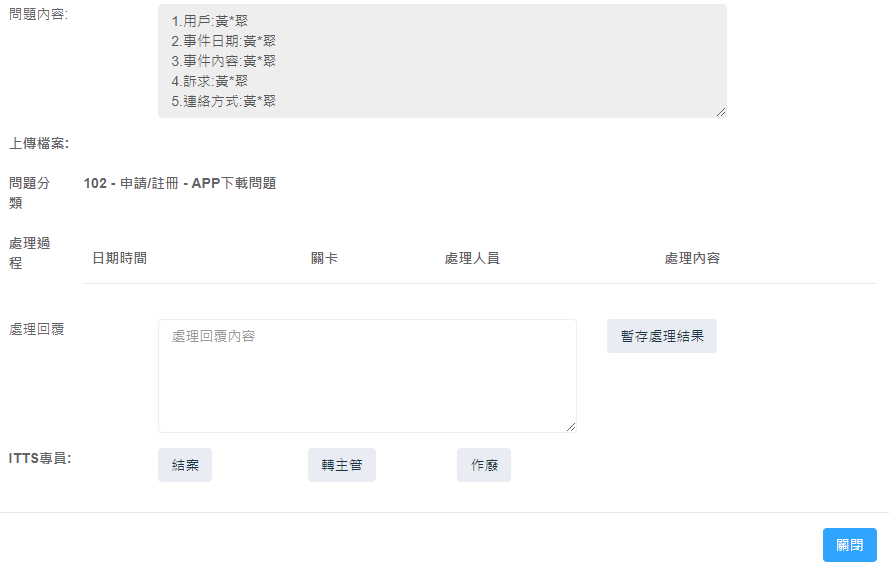 問題內容:
1.用戶:黃*堅
2.事件日期:黃*堅
3.事件內容:黃*堅
4.訴求:黃*堅
5.連絡方式:黃*堅
上傳檔案:
問題分
類
102 - 申請/註冊 - APP下載問題
處理過
程
日期時間 關卡 處理人員 處理內容
處理回覆
處理回覆內容
暫存處理結果
ITTS專員:
結案 轉主管 作廢
關閉